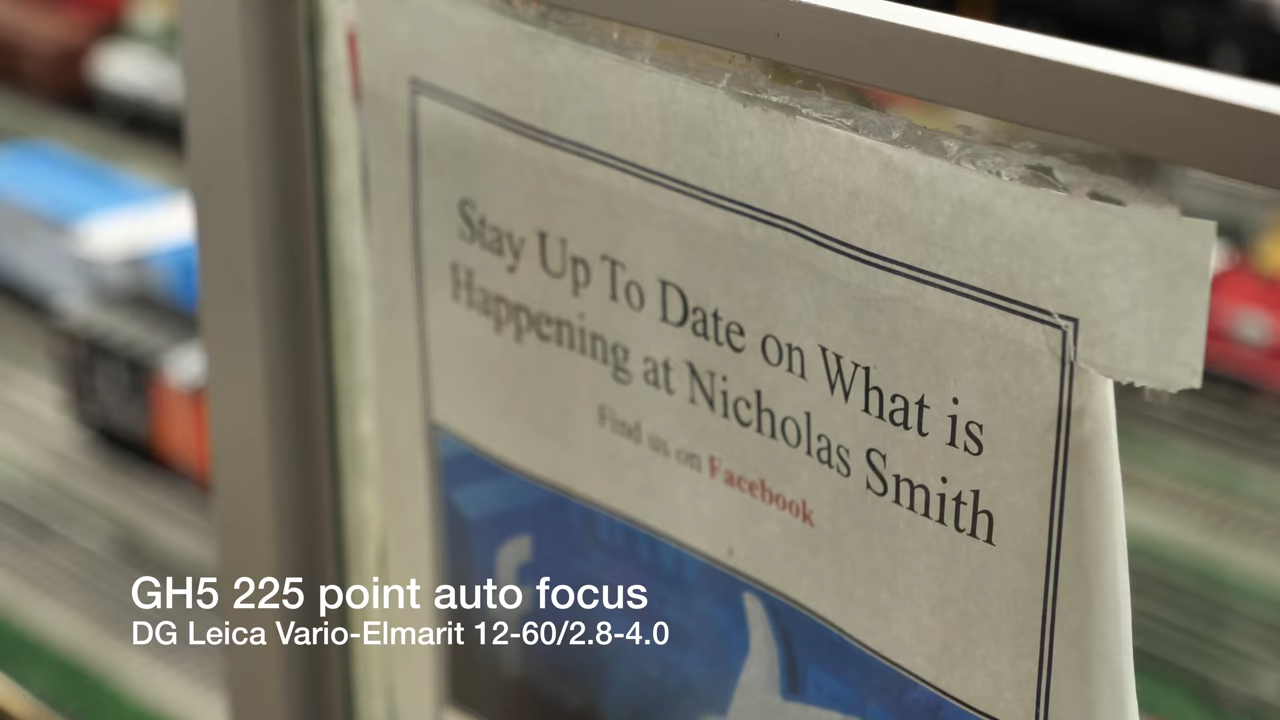 Stay Up To Date on What is
Happening at Nicholas Smith
Find us on Facebook
GH5 225 point auto focus
DG Leica Vario-Elmarit 12-60/2.8-4.0